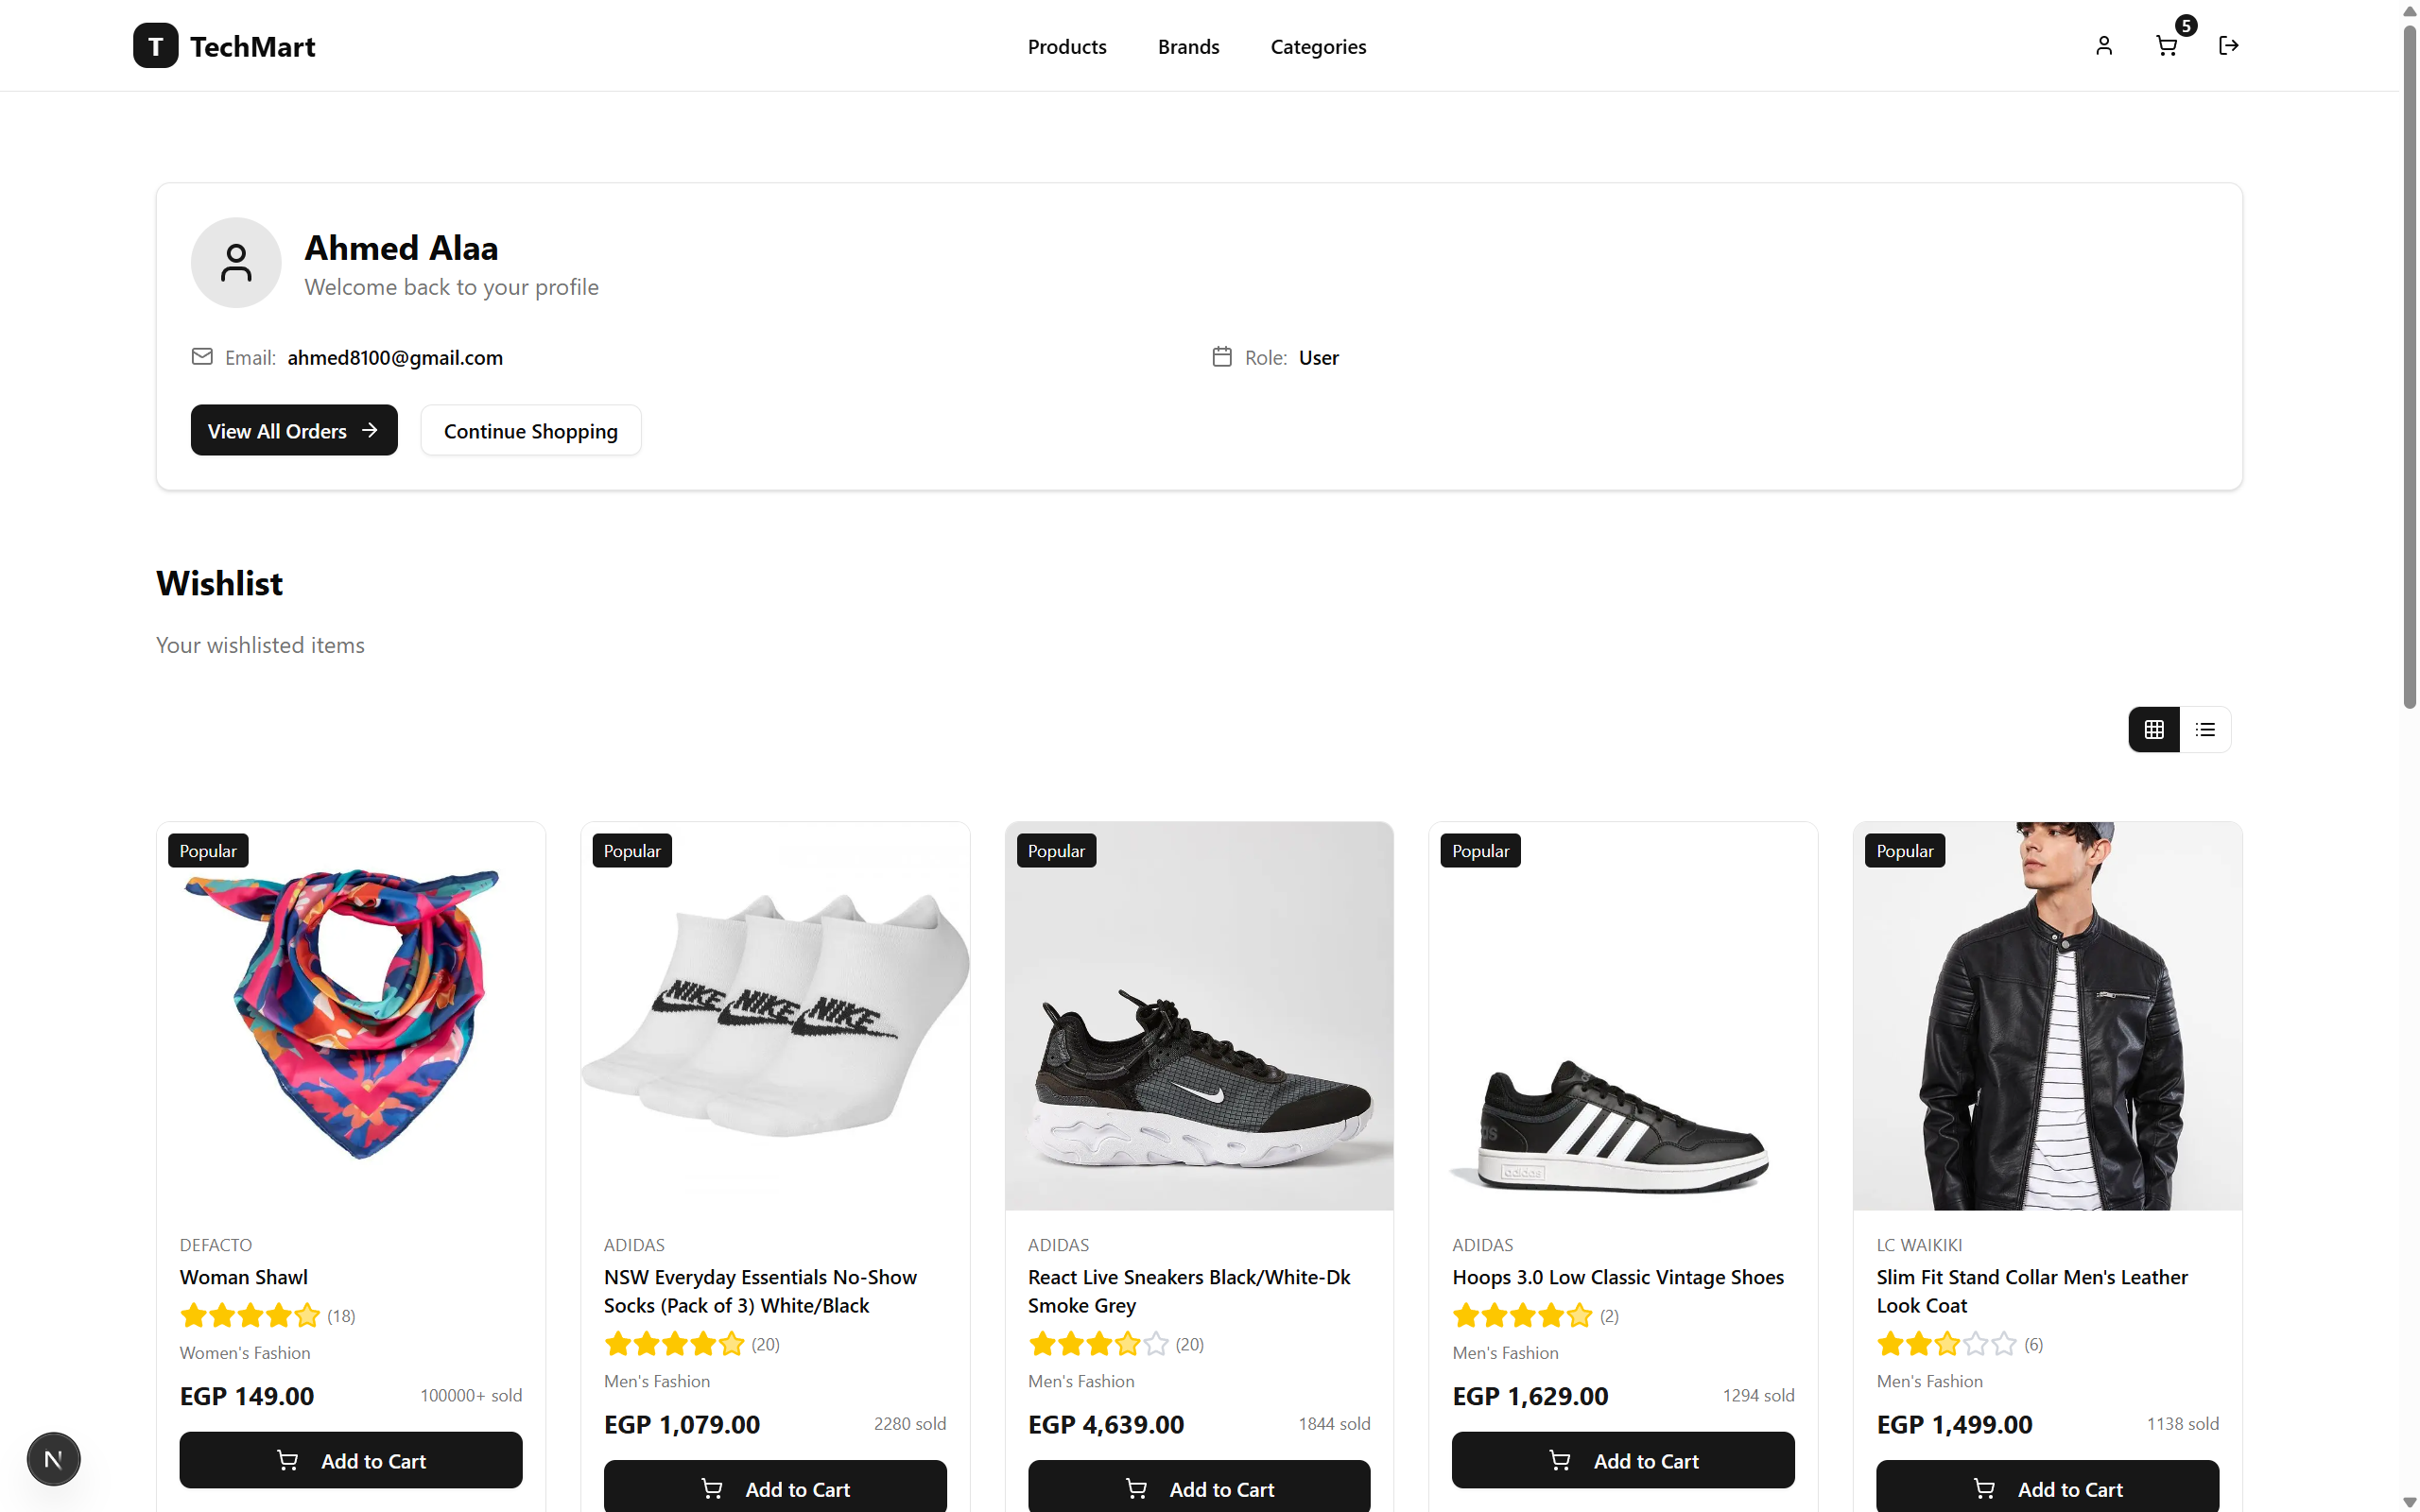 T TechMart
Products Brands Categories
5
Ahmed Alaa
Welcome back to your profile
Email: ahmed8100@gmail.com
Role: User
View All Orders
Continue Shopping
Wishlist
Your wishlisted items
Popular
NIKE NIKE NIKE
DEFACTO
Woman Shawl
(18)
Women's Fashion
EGP 149.00
100000+ sold
Add to Cart
Popular
ADIDAS
NSW Everyday Essentials No-Show
Socks (Pack of 3) White/Black
(20)
Men's Fashion
EGP 1,079.00
2280 sold
Add to Cart
Popular
ADIDAS
React Live Sneakers Black/White-Dk
Smoke Grey
(20)
Men's Fashion
EGP 4,639.00
1844 sold
Add to Cart
Popular
adidas
ADIDAS
Hoops 3.0 Low Classic Vintage Shoes
(2)
Men's Fashion
EGP 1,629.00
1294 sold
Add to Cart
Popular
LC WAIKIKI
Slim Fit Stand Collar Men's Leather
Look Coat
(6)
Men's Fashion
EGP 1,499.00
1138 sold
Add to Cart
N